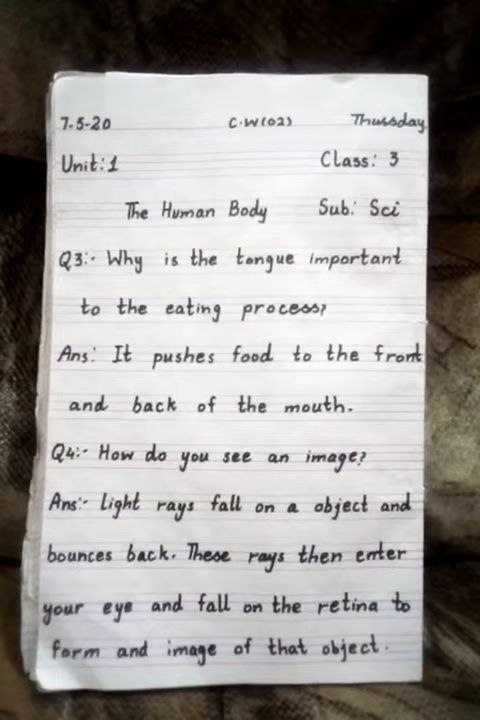 7-5-20 C.W(02) Thursday
Unit:1 Class: 3
The Human Body Sub: Sci
Q3:- Why is the tongue important
to the eating process?
Ans: It pushes food to the front
and back of the mouth.
Q4:- How do you see an image?
Ans:- Light rays fall on a object and
bounces back. These rays then enter
your eye and fall on the retina to
form and image of that object.